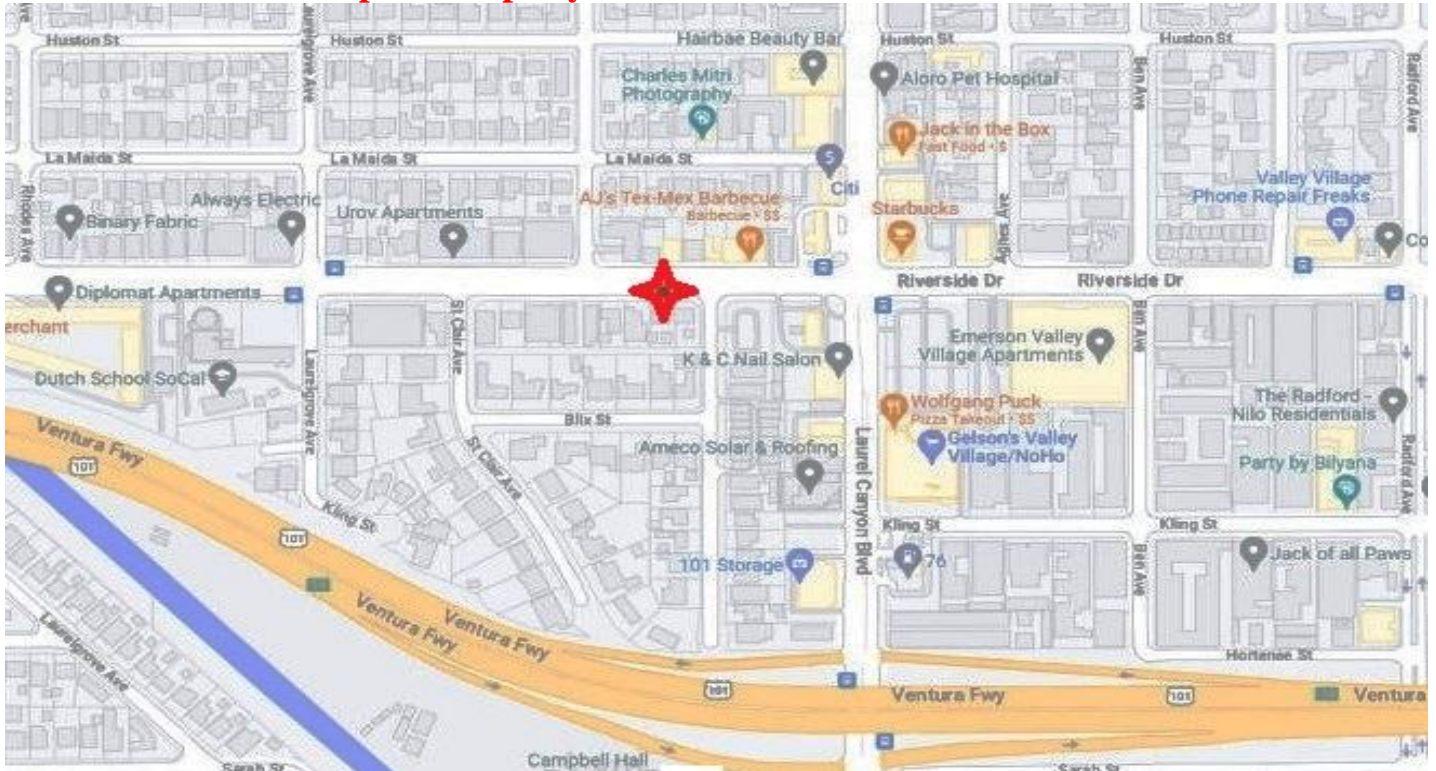 Huston St
Huston St
Hairbae Beauty Bar
Huston St
Huston St
Laurelgrove Ave
Charles Mitri
Photography
Aloro Pet Hospital
Ben Ave
Radford Ave
Jack in the Box
Fast Food · $
La Maida St
La Maida St
La Maida St
Citi
Rhodes Ave
Binary Fabric
Always Electric
Urov Apartments
AJ's Tex-Mex Barbecue
Barbecue · $$
Starbucks
Agnes Ave
Valley Village
Phone Repair Freaks
Co
Riverside Dr
Riverside Dr
Diplomat Apartments
erchant
St Clair Ave
Emerson Valley
Village Apartments
Ben Ave
K & C Nail Salon
Dutch School SoCal
Laurelgrove Ave
Wolfgang Puck
Pizza Takeout · $$
The Radford -
Nilo Residentials
Blix St
Ventura Fwy
101
St Clair Ave
Ameco Solar & Roofing
Laurel Canyon Blvd
Gelson's Valley
Village/NoHo
Party by Bilyana
Radford Ave
Kling St
Kling St
Kling St
101
101 Storage
76
Ben Ave
Jack of all Paws
Ventura Fwy
Ventura Fwy
Laurelgrove Ave
Hortense St
101
Ventura Fwy
101
Ventura
Campbell Hall
Sarah St
Sarah St